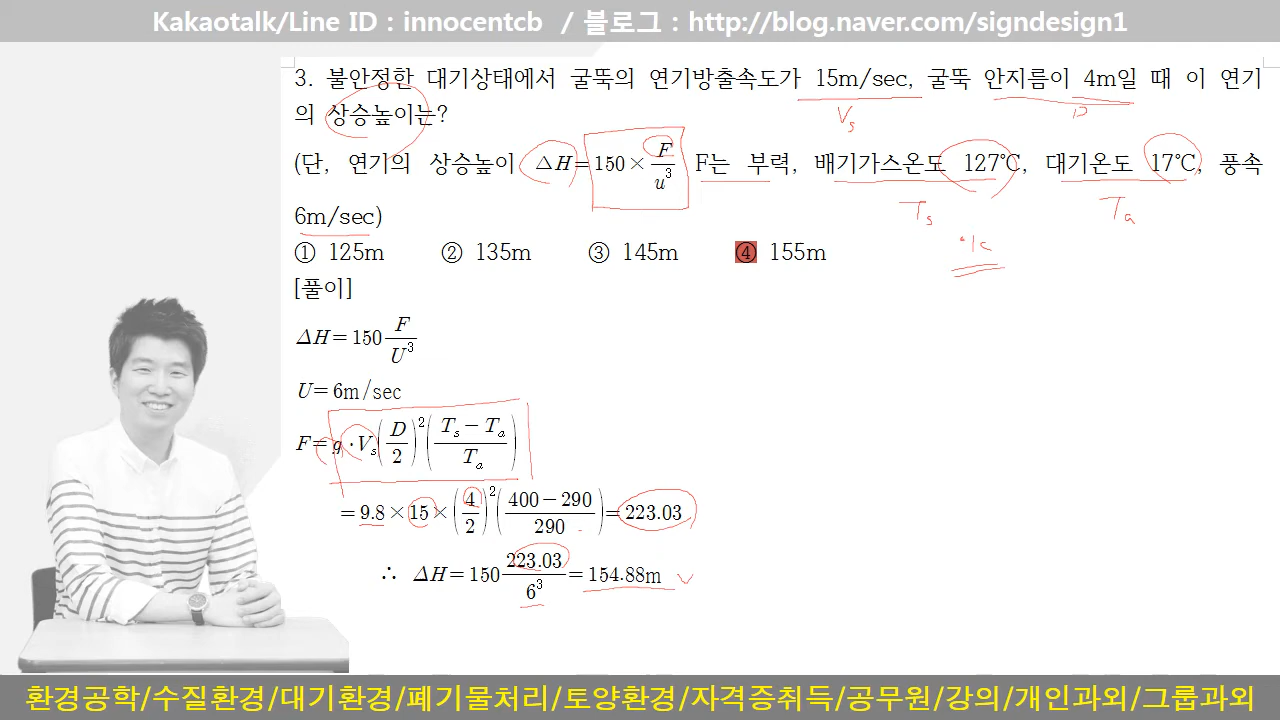 Kakaotalk/Line ID : innocentcb / 블로그 : http://blog.naver.com/signdesign1
3. 불안정한 대기상태에서 굴뚝의 연기방출속도가 15m/sec, 굴뚝 안지름이 4m일 때 이 연기
의 상승높이는?
Vs D
(단, 연기의 상승높이 ΔH=150×F/u³ F는 부력, 배기가스온도 127℃, 대기온도 17℃, 풍속
6m/sec)
Ts Ta
°K
① 125m ② 135m ③ 145m ④ 155m
[풀이]
ΔH=150 F/U³
U=6m/sec
F=g·Vs(D/2)²((Ts-Ta)/Ta)
=9.8×15×(4/2)²((400-290)/290)=223.03
∴ ΔH=150 223.03/6³=154.88m
환경공학/수질환경/대기환경/폐기물처리/토양환경/자격증취득/공무원/강의/개인과외/그룹과외